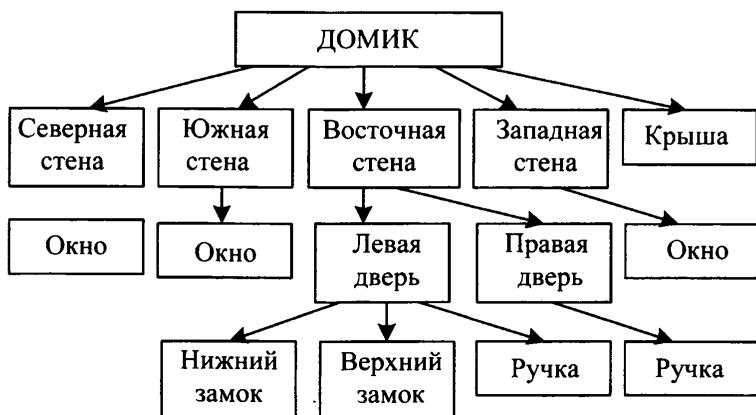 ДОМИК
Северная
стена
Южная
стена
Восточная
стена
Западная
стена
Крыша
Окно
Окно
Левая
дверь
Правая
дверь
Окно
Нижний
замок
Верхний
замок
Ручка
Ручка